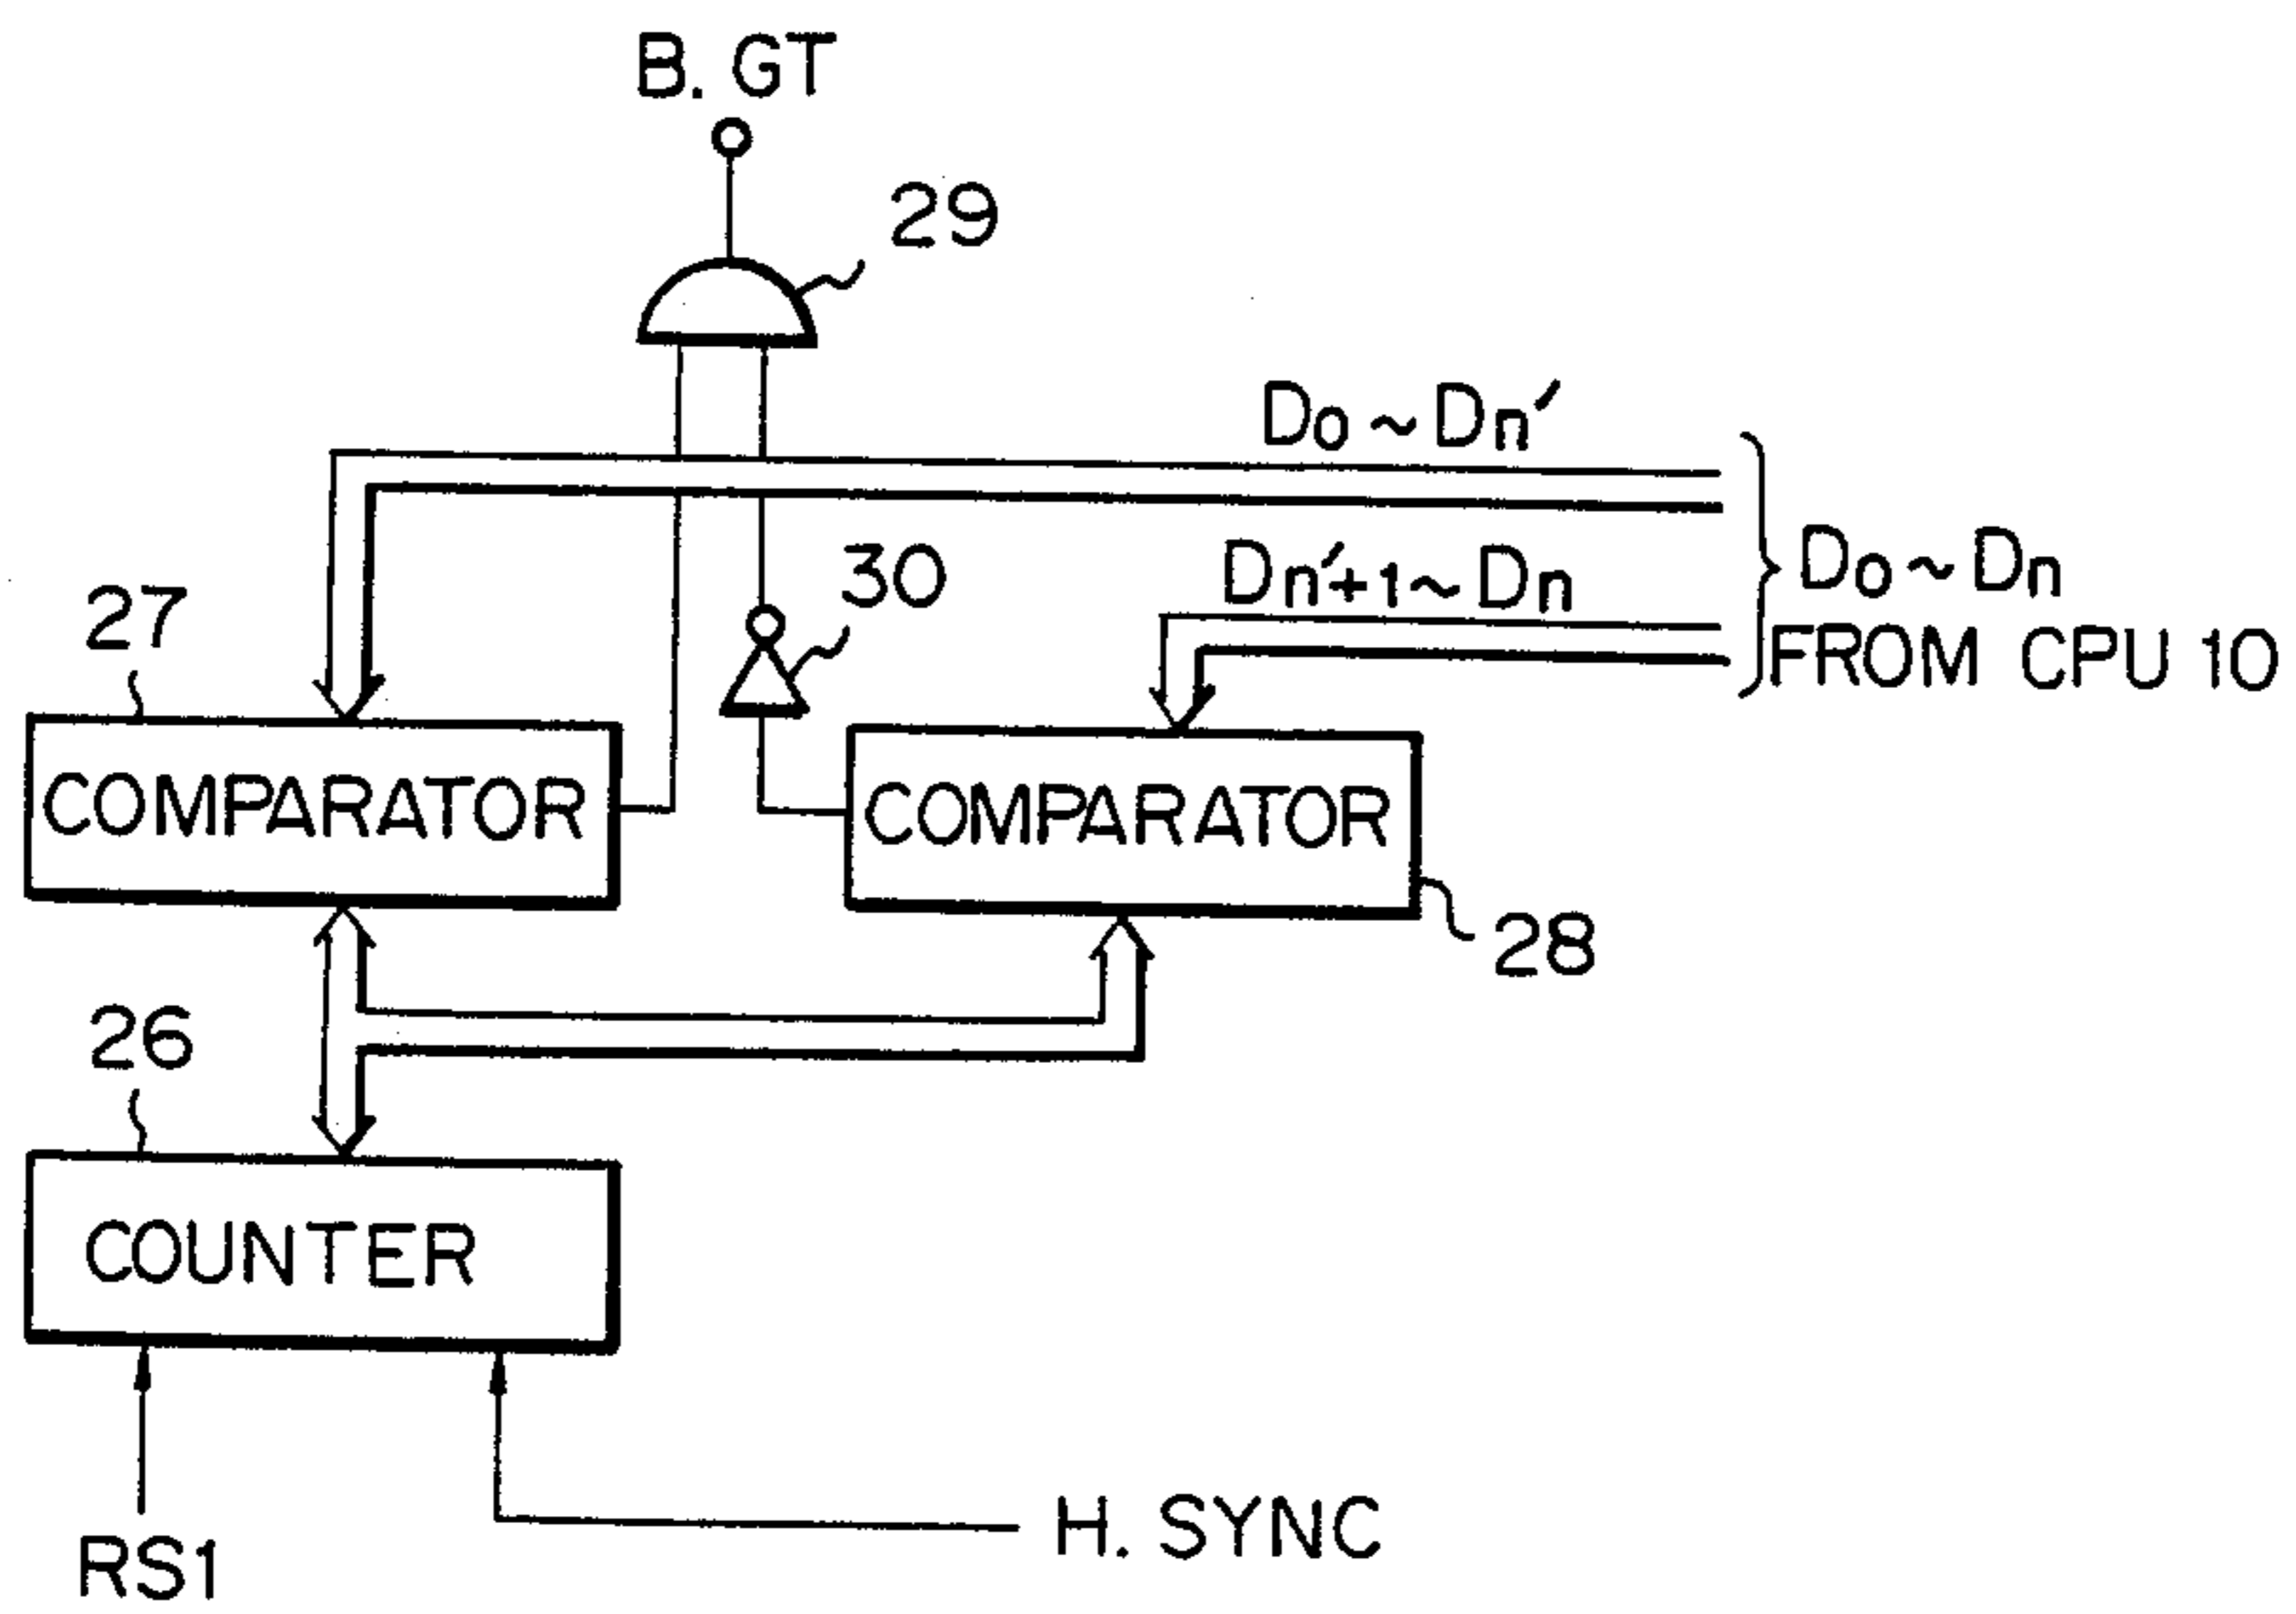 B. GT
29
Do ~ Dn'
30
Dn'+1 ~ Dn
Do ~ Dn
FROM CPU 10
27
COMPARATOR
COMPARATOR
28
26
COUNTER
H. SYNC
RS1